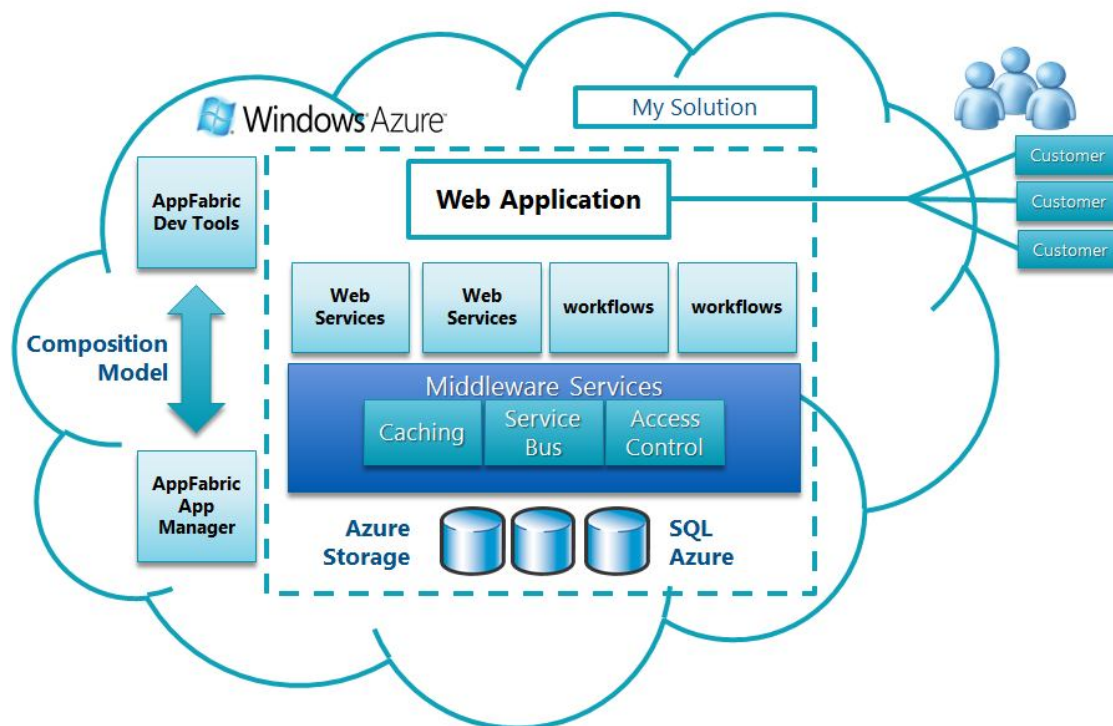 Windows Azure
My Solution
AppFabric
Dev Tools
Web Application
Customer
Customer
Customer
Web
Services
Web
Services
workflows
workflows
Composition
Model
Middleware Services
Caching
Service
Bus
Access
Control
AppFabric
App
Manager
Azure
Storage
SQL
Azure